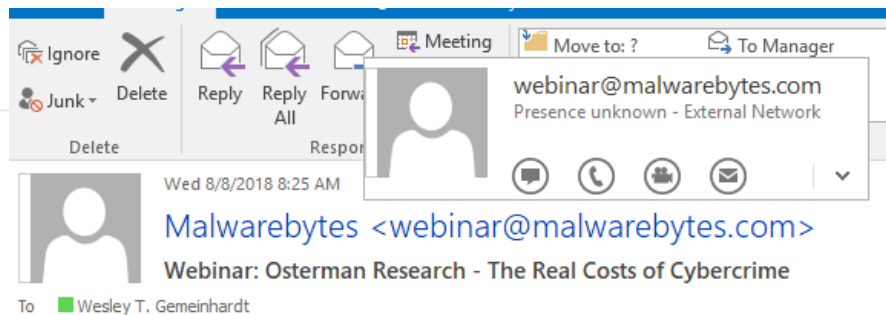 Ignore
Junk
Delete
Reply
Reply
All
Forwa
Meeting
Move to: ?
To Manager
Delete
Respon
webinar@malwarebytes.com
Presence unknown - External Network
Wed 8/8/2018 8:25 AM
Malwarebytes <webinar@malwarebytes.com>
Webinar: Osterman Research - The Real Costs of Cybercrime
To Wesley T. Gemeinhardt